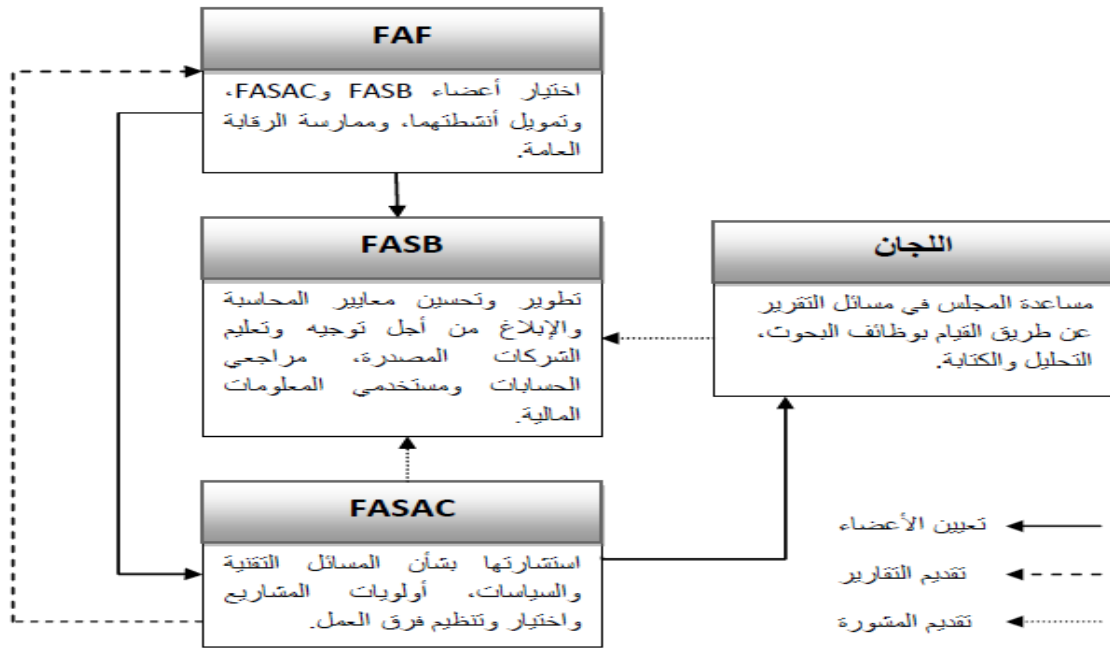 FAF
اختيار أعضاء FASB وFASAC،
وتمويل أنشطتهما، وممارسة الرقابة
العامة.
FASB
تطوير وتحسين معايير المحاسبة
والإبلاغ من أجل توجيه وتعليم
الشركات المصدرة، مراجعي
الحسابات ومستخدمي المعلومات
المالية.
اللجان
مساعدة المجلس في مسائل التقرير
عن طريق القيام بوظائف البحوث،
التحليل والكتابة.
FASAC
استشارتها بشأن المسائل التقنية
والسياسات، أولويات المشاريع
واختيار وتنظيم فرق العمل.
تعيين الأعضاء
تقديم التقارير
تقديم المشورة